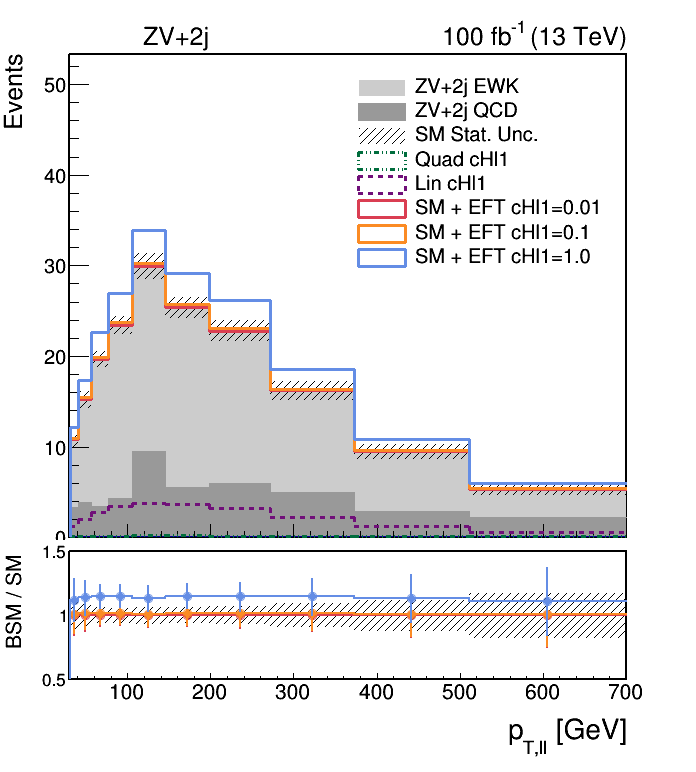 ZV+2j 100 fb-1 (13 TeV)
Events
50
40
30
20
10
0
ZV+2j EWK
ZV+2j QCD
SM Stat. Unc.
Quad cHl1
Lin cHl1
SM + EFT cHl1=0.01
SM + EFT cHl1=0.1
SM + EFT cHl1=1.0
BSM / SM
1.5
1
0.5
100 200 300 400 500 600 700
pT,ll [GeV]